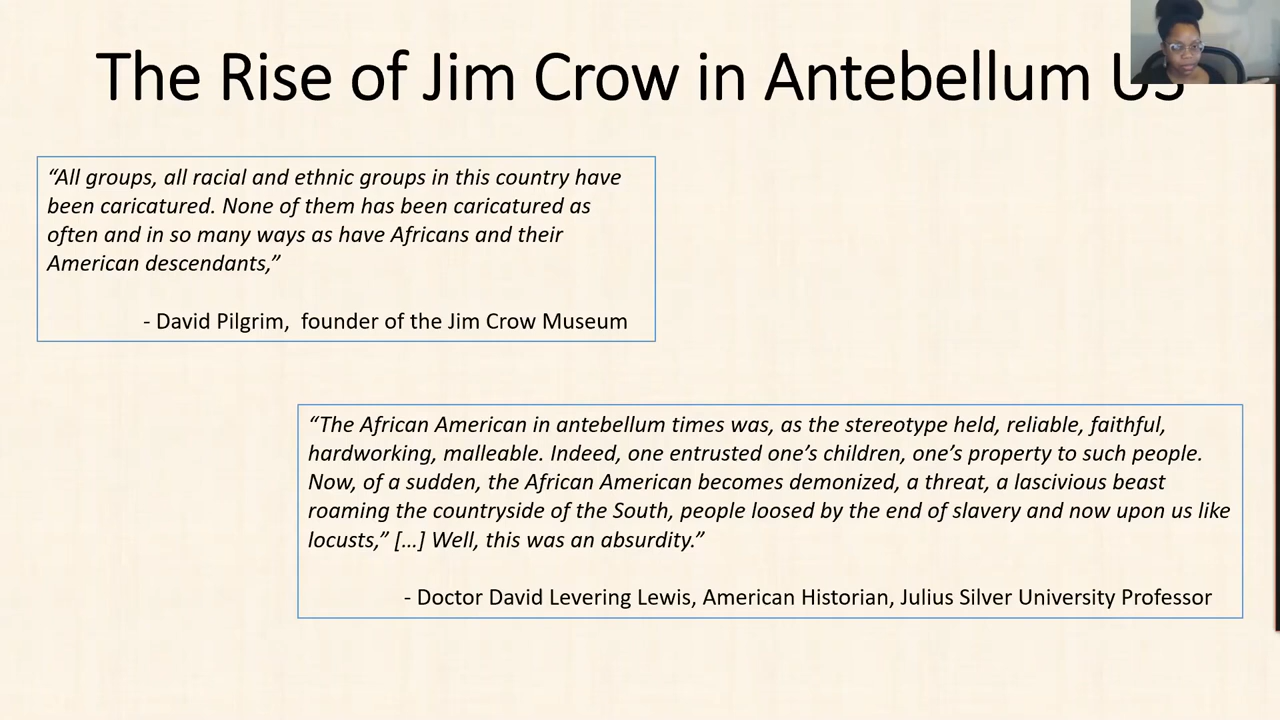 The Rise of Jim Crow in Antebellum US
“All groups, all racial and ethnic groups in this country have
been caricatured. None of them has been caricatured as
often and in so many ways as have Africans and their
American descendants,”
- David Pilgrim,  founder of the Jim Crow Museum
“The African American in antebellum times was, as the stereotype held, reliable, faithful,
hardworking, malleable. Indeed, one entrusted one’s children, one’s property to such people.
Now, of a sudden, the African American becomes demonized, a threat, a lascivious beast
roaming the countryside of the South, people loosed by the end of slavery and now upon us like
locusts,” […] Well, this was an absurdity.”
- Doctor David Levering Lewis, American Historian, Julius Silver University Professor